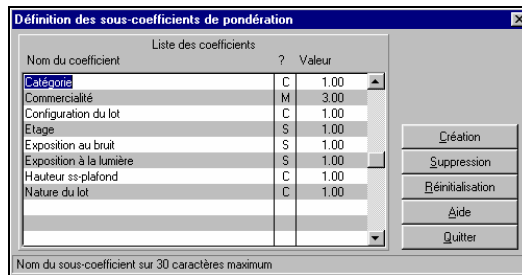 Définition des sous-coefficients de pondération
Liste des coefficients
Nom du coefficient ? Valeur
Catégorie C 1.00
Commercialité M 3.00
Configuration du lot C 1.00
Etage S 1.00
Exposition au bruit S 1.00
Exposition à la lumière S 1.00
Hauteur ss-plafond C 1.00
Nature du lot C 1.00
Création
Suppression
Réinitialisation
Aide
Quitter
Nom du sous-coefficient sur 30 caractères maximum